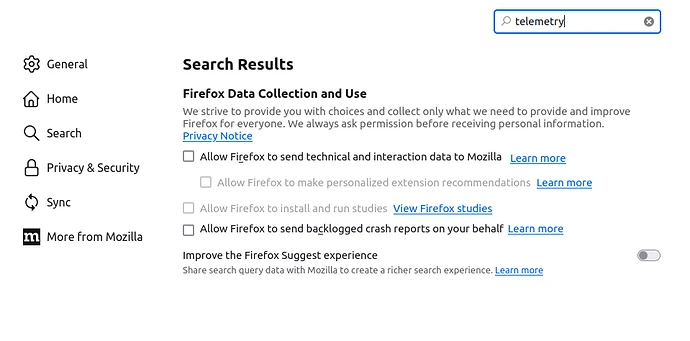 telemetry
General
Home
Search
Privacy & Security
Sync
m More from Mozilla
Search Results
Firefox Data Collection and Use
We strive to provide you with choices and collect only what we need to provide and improve
Firefox for everyone. We always ask permission before receiving personal information.
Privacy Notice
Allow Firefox to send technical and interaction data to Mozilla Learn more
Allow Firefox to make personalized extension recommendations Learn more
Allow Firefox to install and run studies View Firefox studies
Allow Firefox to send backlogged crash reports on your behalf Learn more
Improve the Firefox Suggest experience
Share search query data with Mozilla to create a richer search experience. Learn more